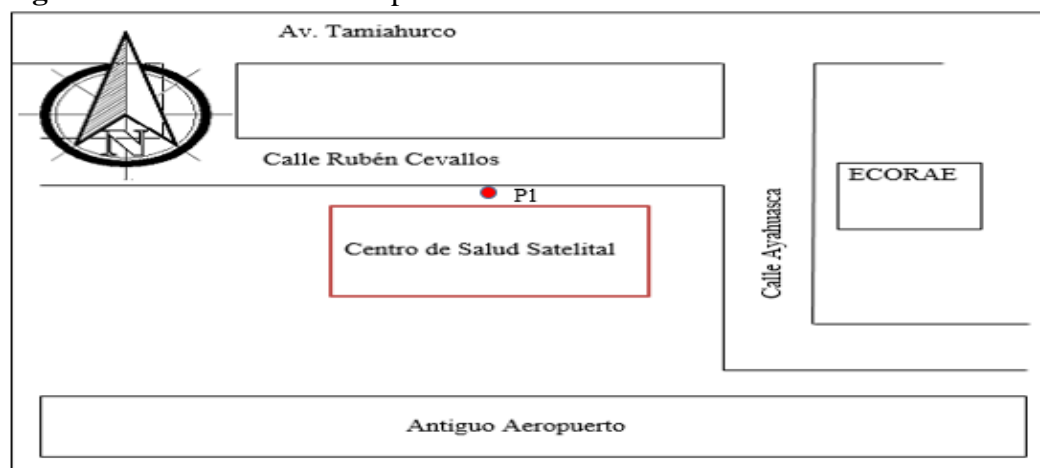 Av. Tamiahurco
N
Calle Rubén Cevallos
P1
ECORAE
Centro de Salud Satelital
Calle Ayahuasca
Antiguo Aeropuerto